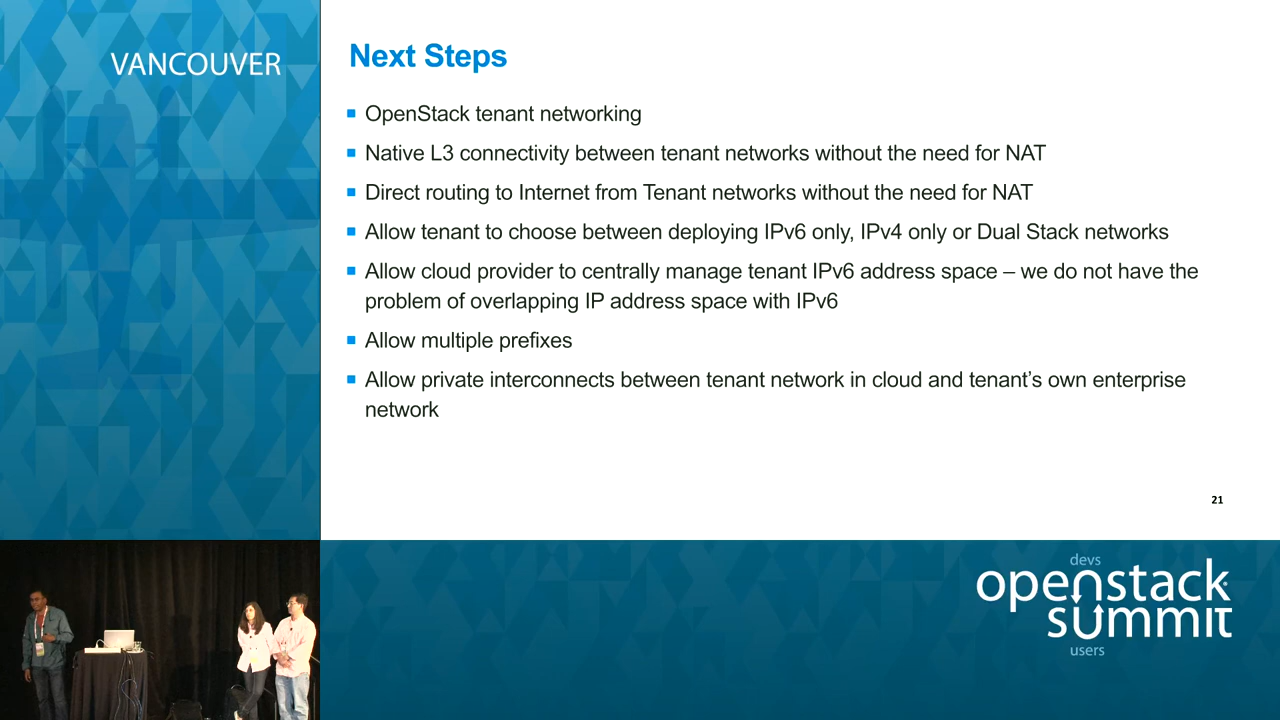 VANCOUVER
Next Steps
OpenStack tenant networking
Native L3 connectivity between tenant networks without the need for NAT
Direct routing to Internet from Tenant networks without the need for NAT
Allow tenant to choose between deploying IPv6 only, IPv4 only or Dual Stack networks
Allow cloud provider to centrally manage tenant IPv6 address space – we do not have the
problem of overlapping IP address space with IPv6
Allow multiple prefixes
Allow private interconnects between tenant network in cloud and tenant's own enterprise
network
21
devs
openstack
summit
users